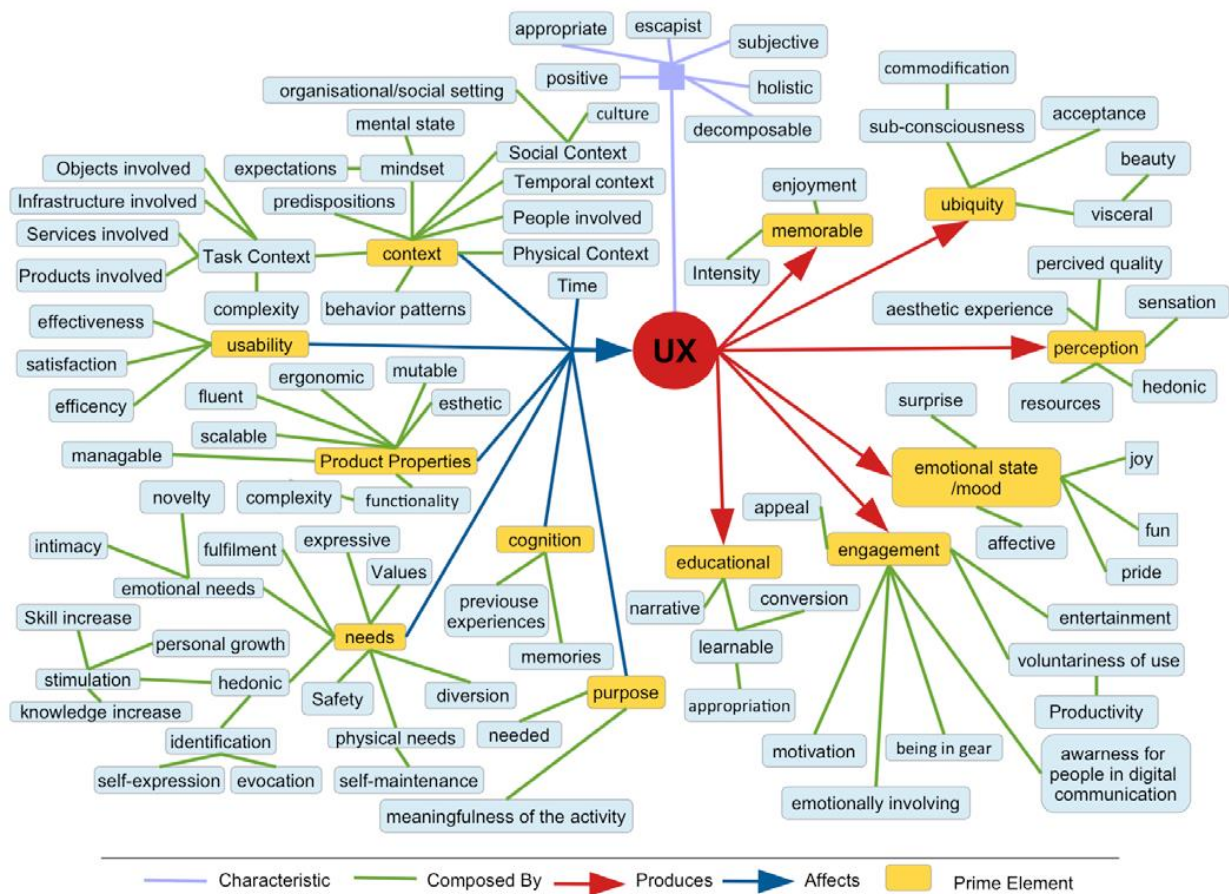 appropriate
escapist
subjective
positive
holistic
decomposable
commodification
sub-consciousness
acceptance
beauty
visceral
ubiquity
organisational/social setting
culture
mental state
Social Context
expectations
mindset
Temporal context
predispositions
People involved
Physical Context
Objects involved
Infrastructure involved
Services involved
Products involved
Task Context
context
complexity
behavior patterns
Time
enjoyment
memorable
Intensity
percived quality
aesthetic experience
sensation
perception
hedonic
resources
effectiveness
usability
satisfaction
efficency
UX
ergonomic
mutable
fluent
esthetic
scalable
managable
Product Properties
complexity
functionality
surprise
emotional state
/mood
joy
fun
affective
pride
novelty
intimacy
fulfilment
expressive
Values
emotional needs
Skill increase
personal growth
needs
stimulation
hedonic
knowledge increase
Safety
diversion
identification
physical needs
self-expression
evocation
self-maintenance
cognition
previouse
experiences
memories
purpose
needed
meaningfulness of the activity
educational
narrative
conversion
learnable
appropriation
appeal
engagement
entertainment
voluntariness of use
Productivity
motivation
being in gear
emotionally involving
awarness for
people in digital
communication
Characteristic
Composed By
Produces
Affects
Prime Element